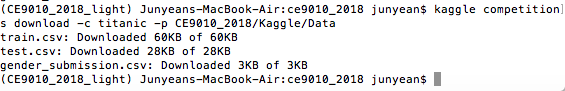 (CE9010_2018_light) Junyeans-MacBook-Air:ce9010_2018 junyean$ kaggle competition]
s download -c titanic -p CE9010_2018/Kaggle/Data
train.csv: Downloaded 60KB of 60KB
test.csv: Downloaded 28KB of 28KB
gender_submission.csv: Downloaded 3KB of 3KB
(CE9010_2018_light) Junyeans-MacBook-Air:ce9010_2018 junyean$